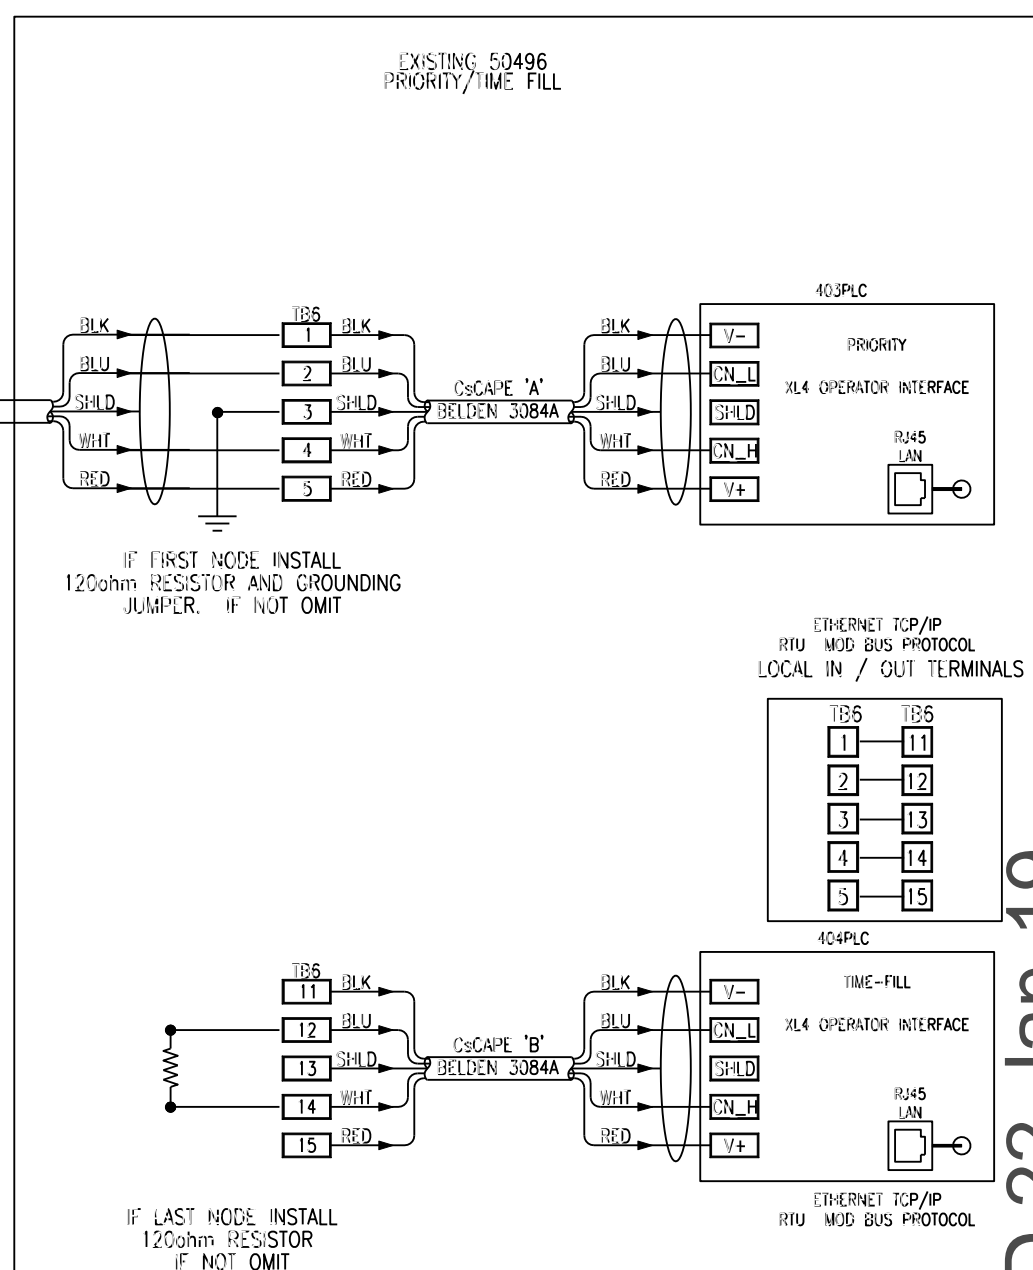 EXISTING 50496
PRIORITY/TIME FILL
403PLC
BLK
TB6
1
BLK
BLK
V-
PRIORITY
BLU
2
BLU
CsCAPE 'A'
BLU
CN_L
XL4 OPERATOR INTERFACE
SHLD
3
SHLD
BELDEN 3084A
SHLD
SHLD
WHT
4
WHT
WHT
CN_H
RJ45
LAN
RED
5
RED
RED
V+
IF FIRST NODE INSTALL
120ohm RESISTOR AND GROUNDING
JUMPER. IF NOT OMIT
ETHERNET TCP/IP
RTU MOD BUS PROTOCOL
LOCAL IN / OUT TERMINALS
TB6 TB6
1 11
2 12
3 13
4 14
5 15
404PLC
TB6
11
BLK
BLK
V-
TIME-FILL
12
BLU
CsCAPE 'B'
BLU
CN_L
XL4 OPERATOR INTERFACE
13
SHLD
BELDEN 3084A
SHLD
SHLD
14
WHT
WHT
CN_H
RJ45
LAN
15
RED
RED
V+
ETHERNET TCP/IP
RTU MOD BUS PROTOCOL
IF LAST NODE INSTALL
120ohm RESISTOR
IF NOT OMIT